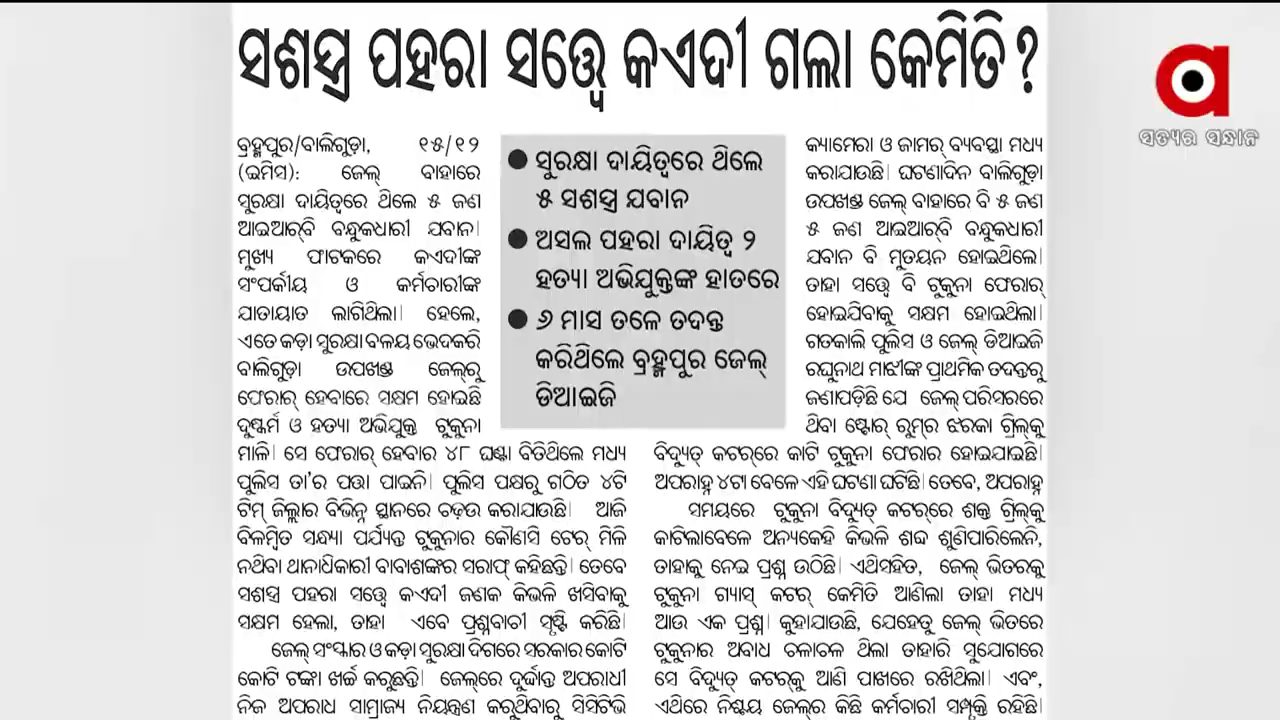 ସଶସ୍ତ୍ର ପହରା ସତ୍ତ୍ୱେ କଏଦୀ ଗଲା କେମିତି ?
ସତ୍ୟର ସନ୍ଧାନ
ବ୍ରହ୍ମପୁର/ବାଲିଗୁଡ଼ା, ୧୫/୧୨
(ଇମିସ): ଜେଲ୍ ବାହାରେ
ସୁରକ୍ଷା ଦାୟିତ୍ୱରେ ଥିଲେ ୫ ଜଣ
ଆଇଆର୍‌ବି ବନ୍ଧୁକଧାରୀ ଯବାନ।
ମୁଖ୍ୟ ଫାଟକରେ କଏଦୀଙ୍କ
ସଂପର୍କୀୟ ଓ କର୍ମଚାରୀଙ୍କ
ଯାତାୟାତ ଲାଗିଥିଲା। ହେଲେ,
ଏତେ କଡ଼ା ସୁରକ୍ଷା ବଳୟ ଭେଦକରି
ବାଲିଗୁଡ଼ା ଉପଖଣ୍ଡ ଜେଲ୍‌ରୁ
ଫେରାର୍ ହେବାରେ ସକ୍ଷମ ହୋଇଛି
ଦୁଷ୍କର୍ମ ଓ ହତ୍ୟା ଅଭିଯୁକ୍ତ ଟୁକୁନା
ମାଳି। ସେ ଫେରାର୍ ହେବାର ୪୮ ଘଣ୍ଟା ବିତିଥିଲେ ମଧ୍ୟ
ପୁଲିସ ତା'ର ପତ୍ତା ପାଇନି। ପୁଲିସ ପକ୍ଷରୁ ଗଠିତ ୪ଟି
ଟିମ୍ ଜିଲ୍ଲାର ବିଭିନ୍ନ ସ୍ଥାନରେ ଚଢ଼ଉ କରାଯାଉଛି। ଆଜି
ବିଳମ୍ବିତ ସନ୍ଧ୍ୟା ପର୍ଯ୍ୟନ୍ତ ଟୁକୁନାର କୌଣସି ଟେର୍ ମିଳି
ନଥିବା ଥାନାଧିକାରୀ ବାବାଶଙ୍କର ସରାଫ୍ କହିଛନ୍ତି। ତେବେ
ସଶସ୍ତ୍ର ପହରା ସତ୍ତ୍ୱେ କଏଦୀ ଜଣକ କିଭଳି ଖସିବାକୁ
ସକ୍ଷମ ହେଲା, ତାହା ଏବେ ପ୍ରଶ୍ନବାଚୀ ସୃଷ୍ଟି କରିଛି।
ଜେଲ୍ ସଂସ୍କାର ଓ କଡ଼ା ସୁରକ୍ଷା ଦିଗରେ ସରକାର କୋଟି
କୋଟି ଟଙ୍କା ଖର୍ଚ୍ଚ କରୁଛନ୍ତି। ଜେଲ୍‌ରେ ଦୁର୍ଦ୍ଦାନ୍ତ ଅପରାଧୀ
ନିଜ ଅପରାଧ ସାମ୍ରାଜ୍ୟ ନିୟନ୍ତ୍ରଣ କରୁଥିବାରୁ ସିସିଟିଭି
● ସୁରକ୍ଷା ଦାୟିତ୍ୱରେ ଥିଲେ
୫ ସଶସ୍ତ୍ର ଯବାନ
● ଅସଲ ପହରା ଦାୟିତ୍ୱ ୨
ହତ୍ୟା ଅଭିଯୁକ୍ତଙ୍କ ହାତରେ
● ୬ ମାସ ତଳେ ତଦନ୍ତ
କରିଥିଲେ ବ୍ରହ୍ମପୁର ଜେଲ୍
ଡିଆଇଜି
କ୍ୟାମେରା ଓ ଜାମର୍ ବ୍ୟବସ୍ଥା ମଧ୍ୟ
କରାଯାଉଛି। ଘଟଣାଦିନ ବାଲିଗୁଡ଼ା
ଉପଖଣ୍ଡ ଜେଲ୍ ବାହାରେ ବି ୫ ଜଣ
୫ ଜଣ ଆଇଆର୍‌ବି ବନ୍ଧୁକଧାରୀ
ଯବାନ ବି ମୁତୟନ ହୋଇଥିଲେ।
ତାହା ସତ୍ତ୍ୱେ ବି ଟୁକୁନା ଫେରାର୍
ହୋଇଯିବାକୁ ସକ୍ଷମ ହୋଇଥିଲା।
ଗତକାଲି ପୁଲିସ ଓ ଜେଲ୍ ଡିଆଇଜି
ରଘୁନାଥ ମାଝୀଙ୍କ ପ୍ରାଥମିକ ତଦନ୍ତରୁ
ଜଣାପଡ଼ିଛି ଯେ ଜେଲ୍ ପରିସରରେ
ଥିବା ଷ୍ଟୋର୍ ରୁମ୍‌ର ଝରକା ଗ୍ରିଲ୍‌କୁ
ବିଦ୍ୟୁତ୍ କଟର୍‌ରେ କାଟି ଟୁକୁନା ଫେରାର ହୋଇଯାଇଛି।
ଅପରାହ୍ନ ୪ଟା ବେଳେ ଏହି ଘଟଣା ଘଟିଛି। ତେବେ, ଅପରାହ୍ନ
ସମୟରେ ଟୁକୁନା ବିଦ୍ୟୁତ୍ କଟର୍‌ରେ ଶକ୍ତ ଗ୍ରିଲ୍‌କୁ
କାଟିଲାବେଳେ ଅନ୍ୟକେହି କିଭଳି ଶବ୍ଦ ଶୁଣିପାରିଲେନି,
ତାହାକୁ ନେଇ ପ୍ରଶ୍ନ ଉଠିଛି। ଏଥିସହିତ, ଜେଲ୍ ଭିତରକୁ
ଟୁକୁନା ଗ୍ୟାସ୍ କଟର୍ କେମିତି ଆଣିଲା ତାହା ମଧ୍ୟ
ଆଉ ଏକ ପ୍ରଶ୍ନ। କୁହାଯାଉଛି, ଯେହେତୁ ଜେଲ୍ ଭିତରେ
ଟୁକୁନାର ଅବାଧ ଚଳାଚଳ ଥିଲା ତାହାରି ସୁଯୋଗରେ
ସେ ବିଦ୍ୟୁତ୍ କଟର୍‌କୁ ଆଣି ପାଖରେ ରଖିଥିଲା। ଏବଂ,
ଏଥିରେ ନିଶ୍ଚୟ ଜେଲ୍‌ର କିଛି କର୍ମଚାରୀ ସମ୍ପୃକ୍ତି ରହିଛି।